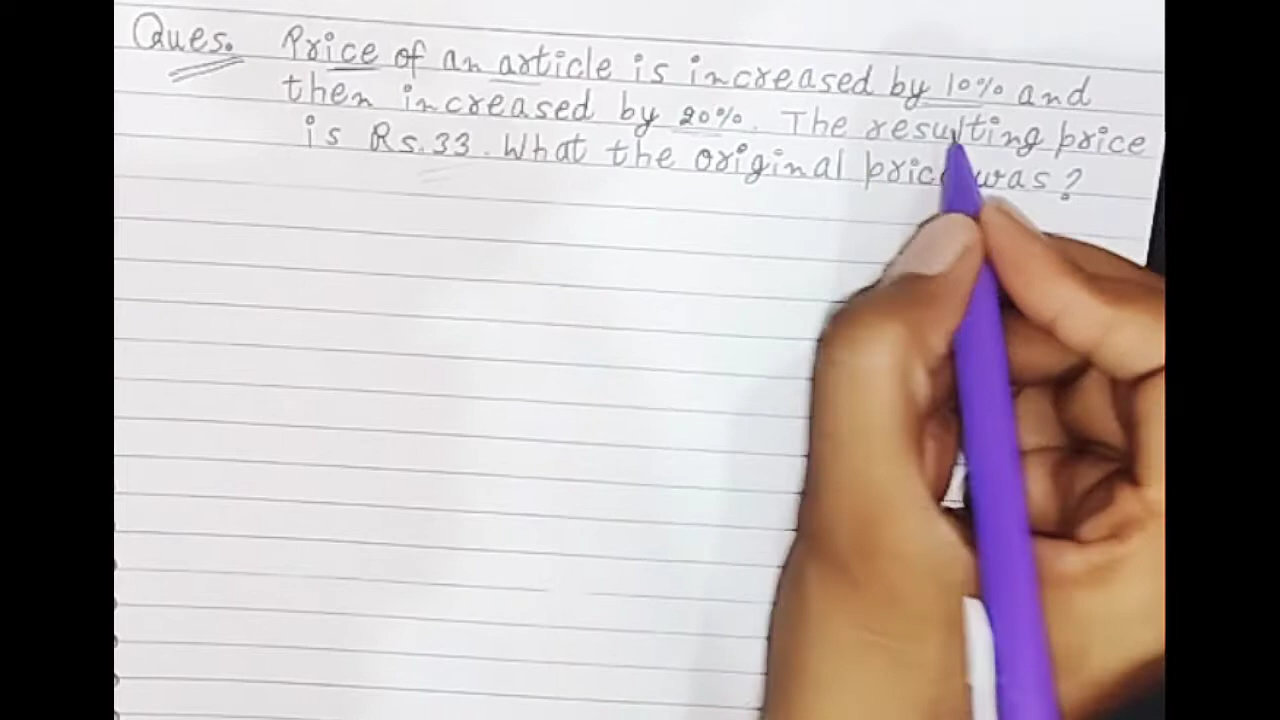 Ques. Price of an article is increased by 10% and
then increased by 20%. The resulting price
is Rs.33. What the original price was?